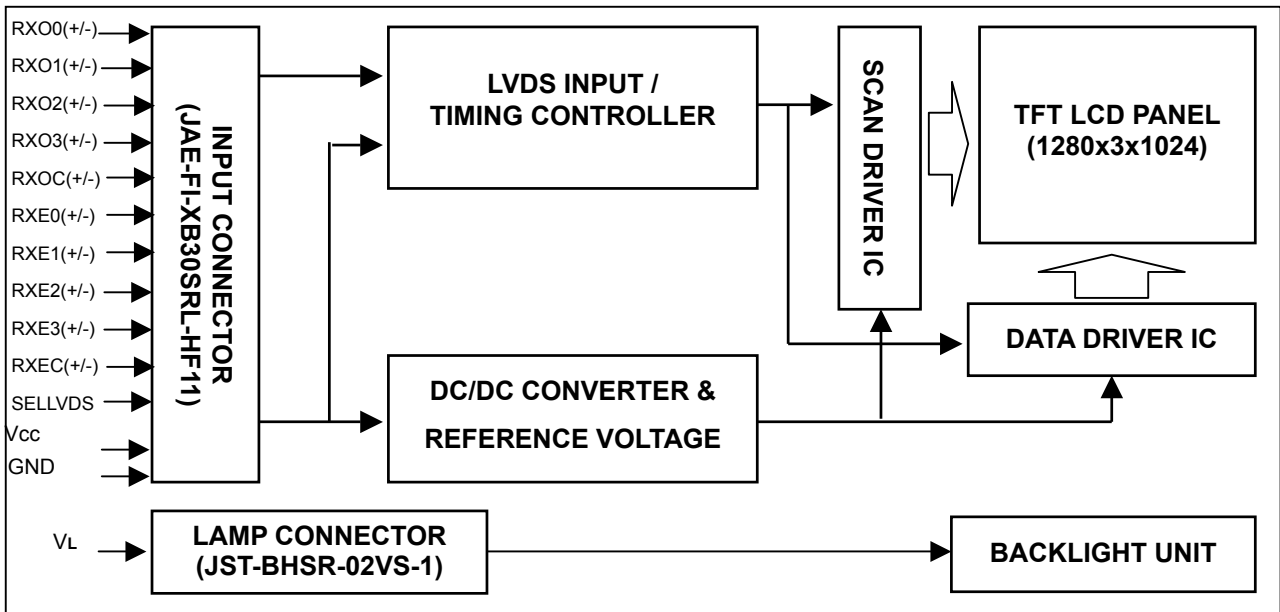 RXO0(+/-)
RXO1(+/-)
RXO2(+/-)
RXO3(+/-)
RXOC(+/-)
RXE0(+/-)
RXE1(+/-)
RXE2(+/-)
RXE3(+/-)
RXEC(+/-)
SELLVDS
Vcc
GND
INPUT CONNECTOR
(JAE-FI-XB30SRL-HF11)
LVDS INPUT /
TIMING CONTROLLER
SCAN DRIVER IC
TFT LCD PANEL
(1280x3x1024)
DATA DRIVER IC
DC/DC CONVERTER &
REFERENCE VOLTAGE
VL
LAMP CONNECTOR
(JST-BHSR-02VS-1)
BACKLIGHT UNIT